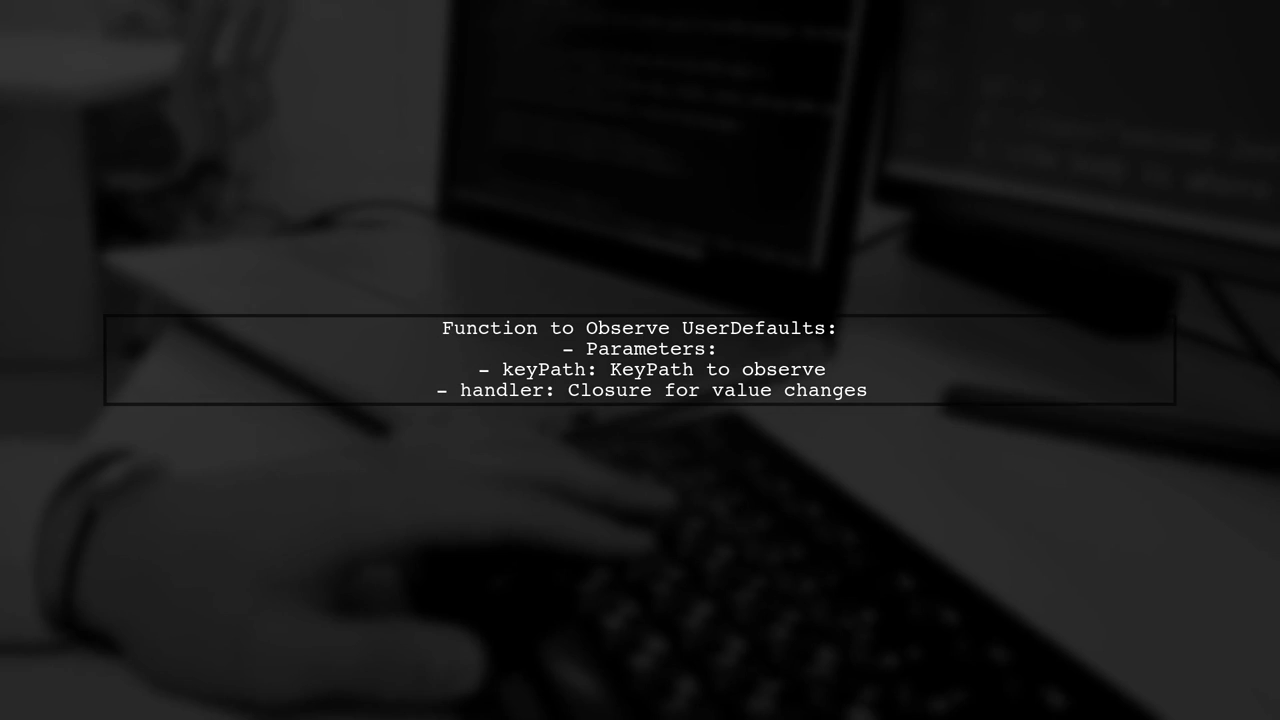 Function to Observe UserDefaults:
- Parameters:
- keyPath: KeyPath to observe
- handler: Closure for value changes